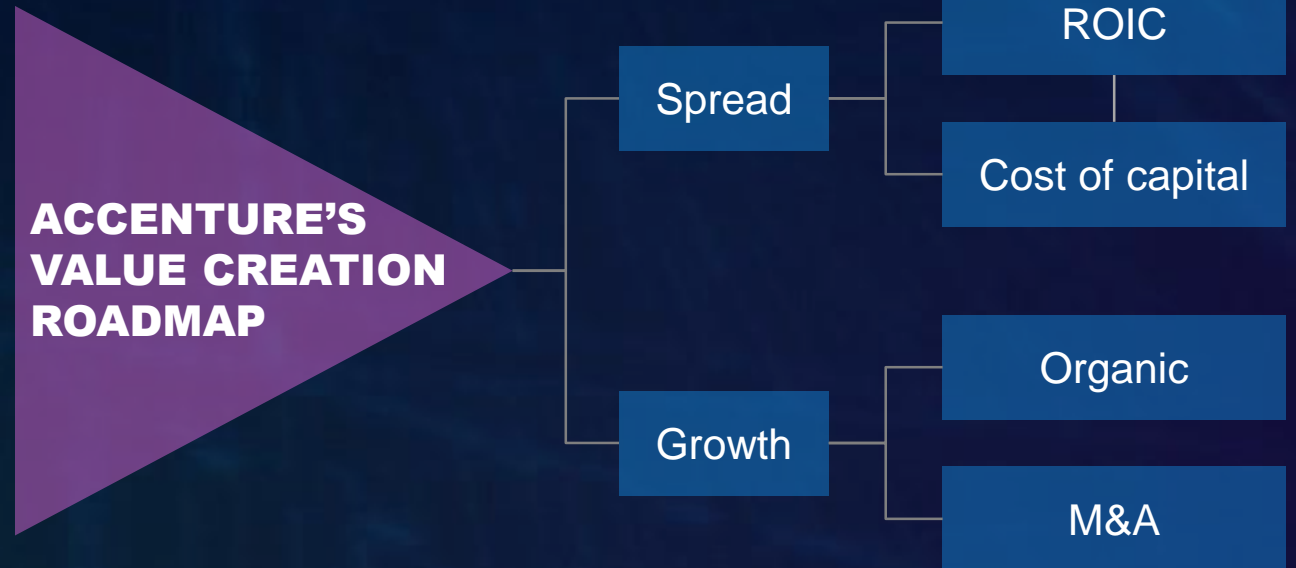 ACCENTURE’S
VALUE CREATION
ROADMAP
Spread
ROIC
Cost of capital
Growth
Organic
M&A